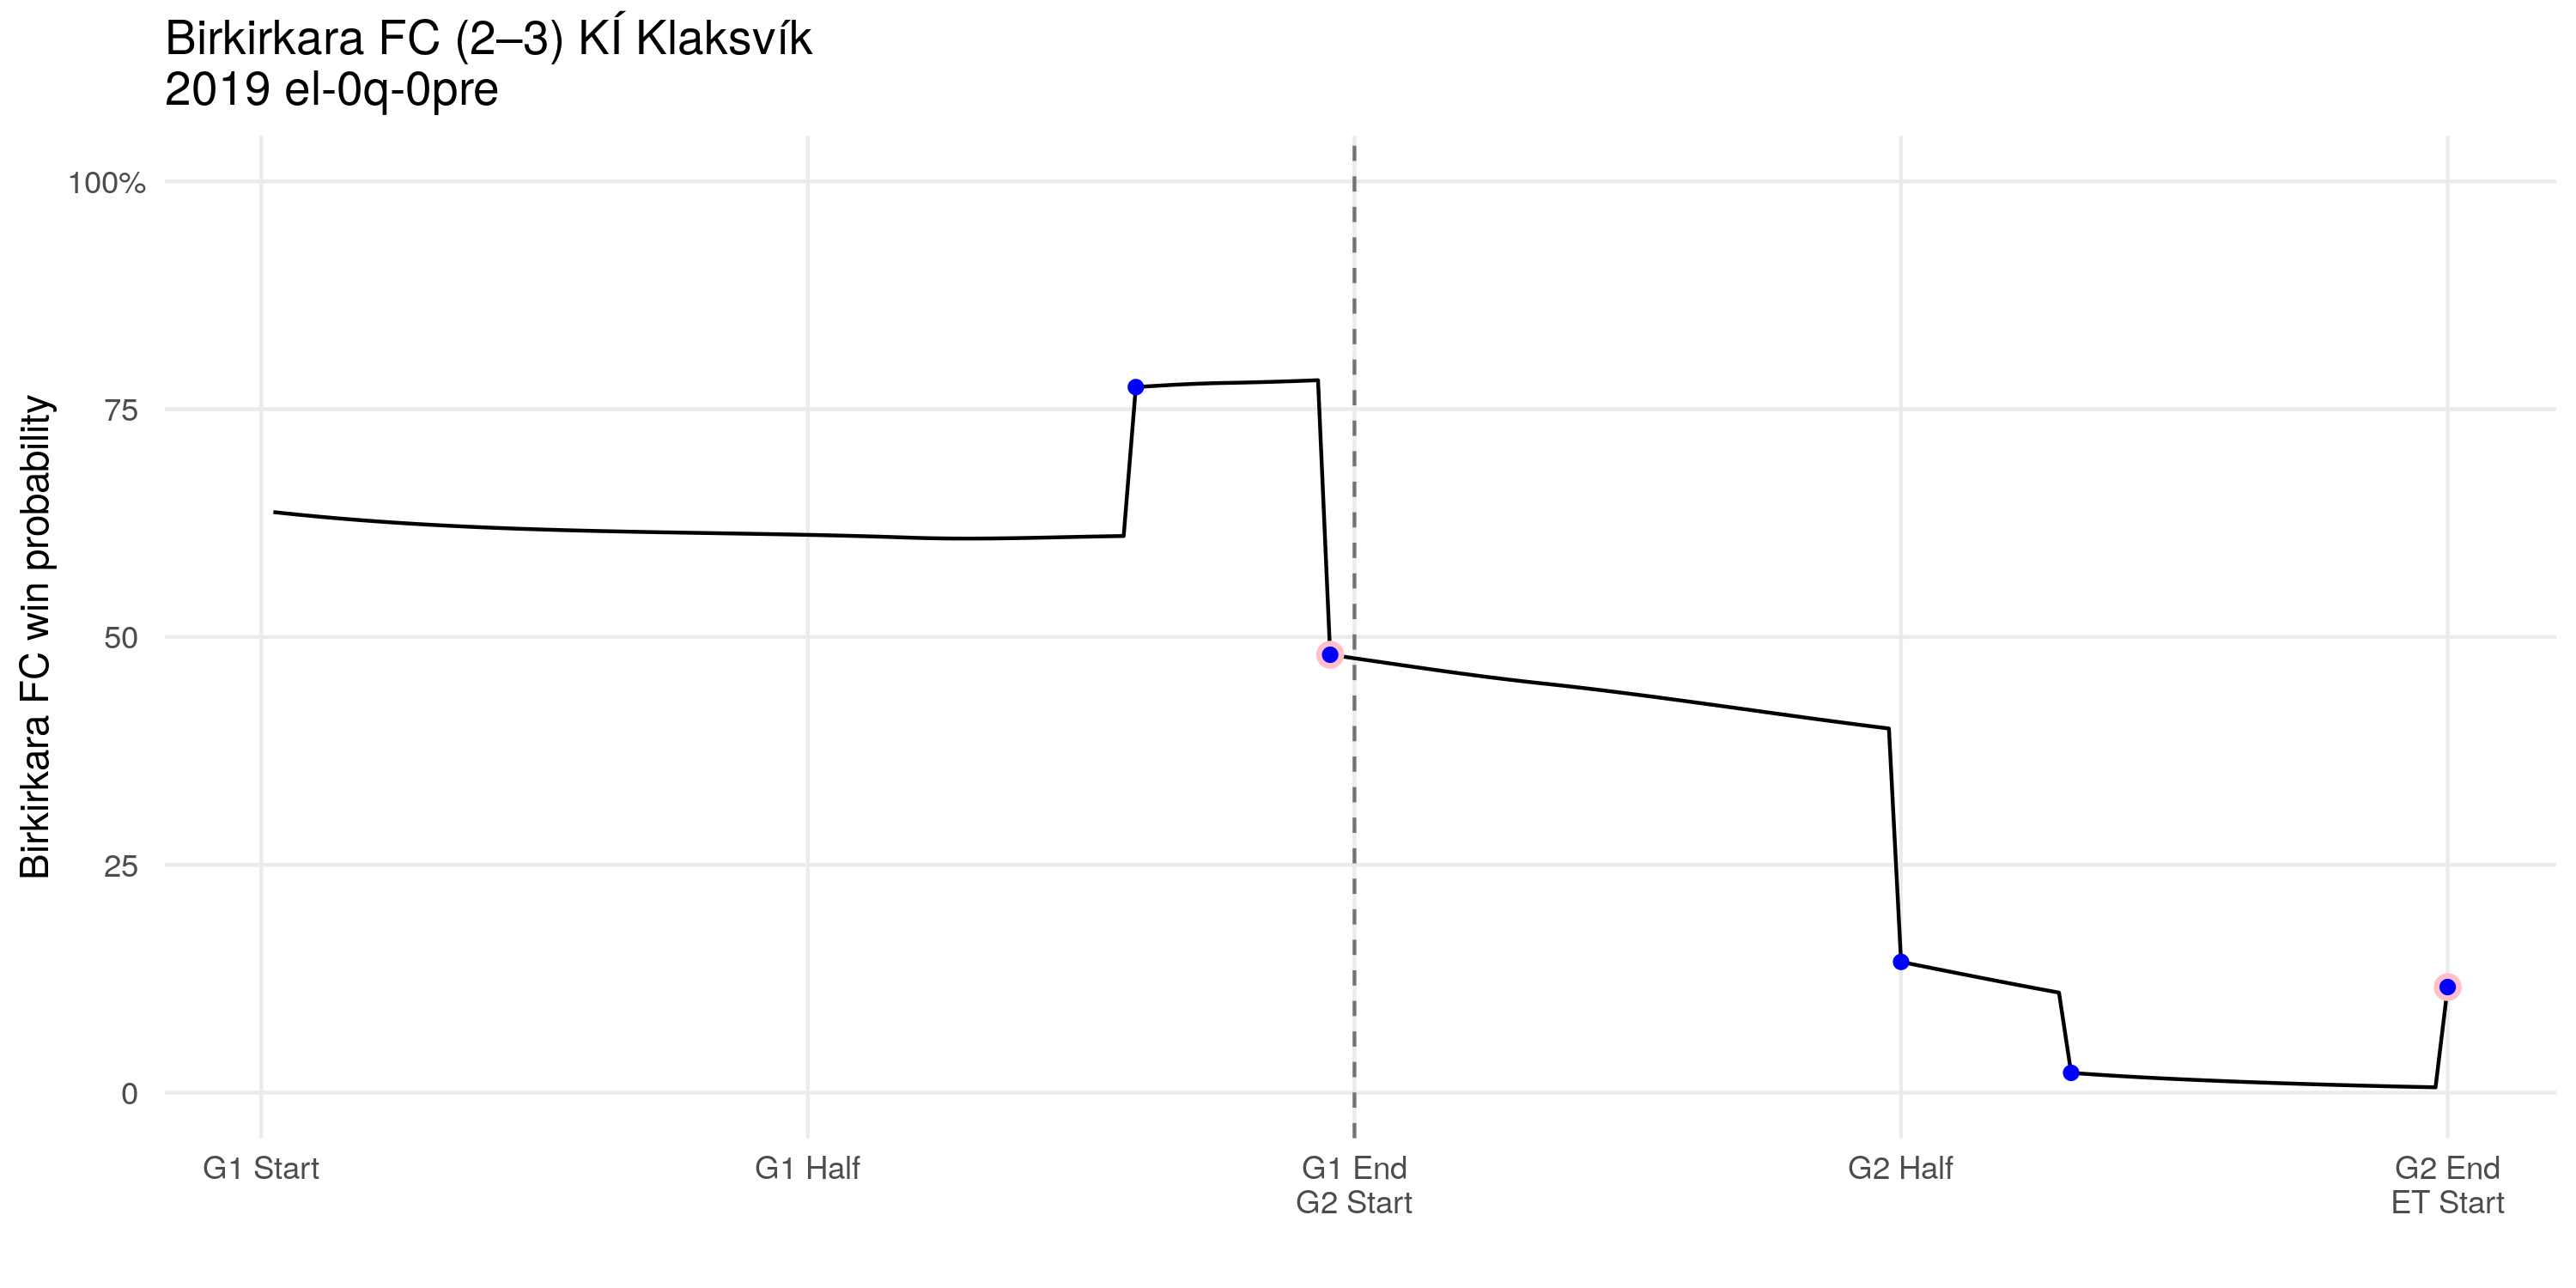 Birkirkara FC (2–3) KÍ Klaksvík
2019 el-0q-0pre
Birkirkara FC win probability
100%
75
50
25
0
G1 Start
G1 Half
G1 End
G2 Start
G2 Half
G2 End
ET Start